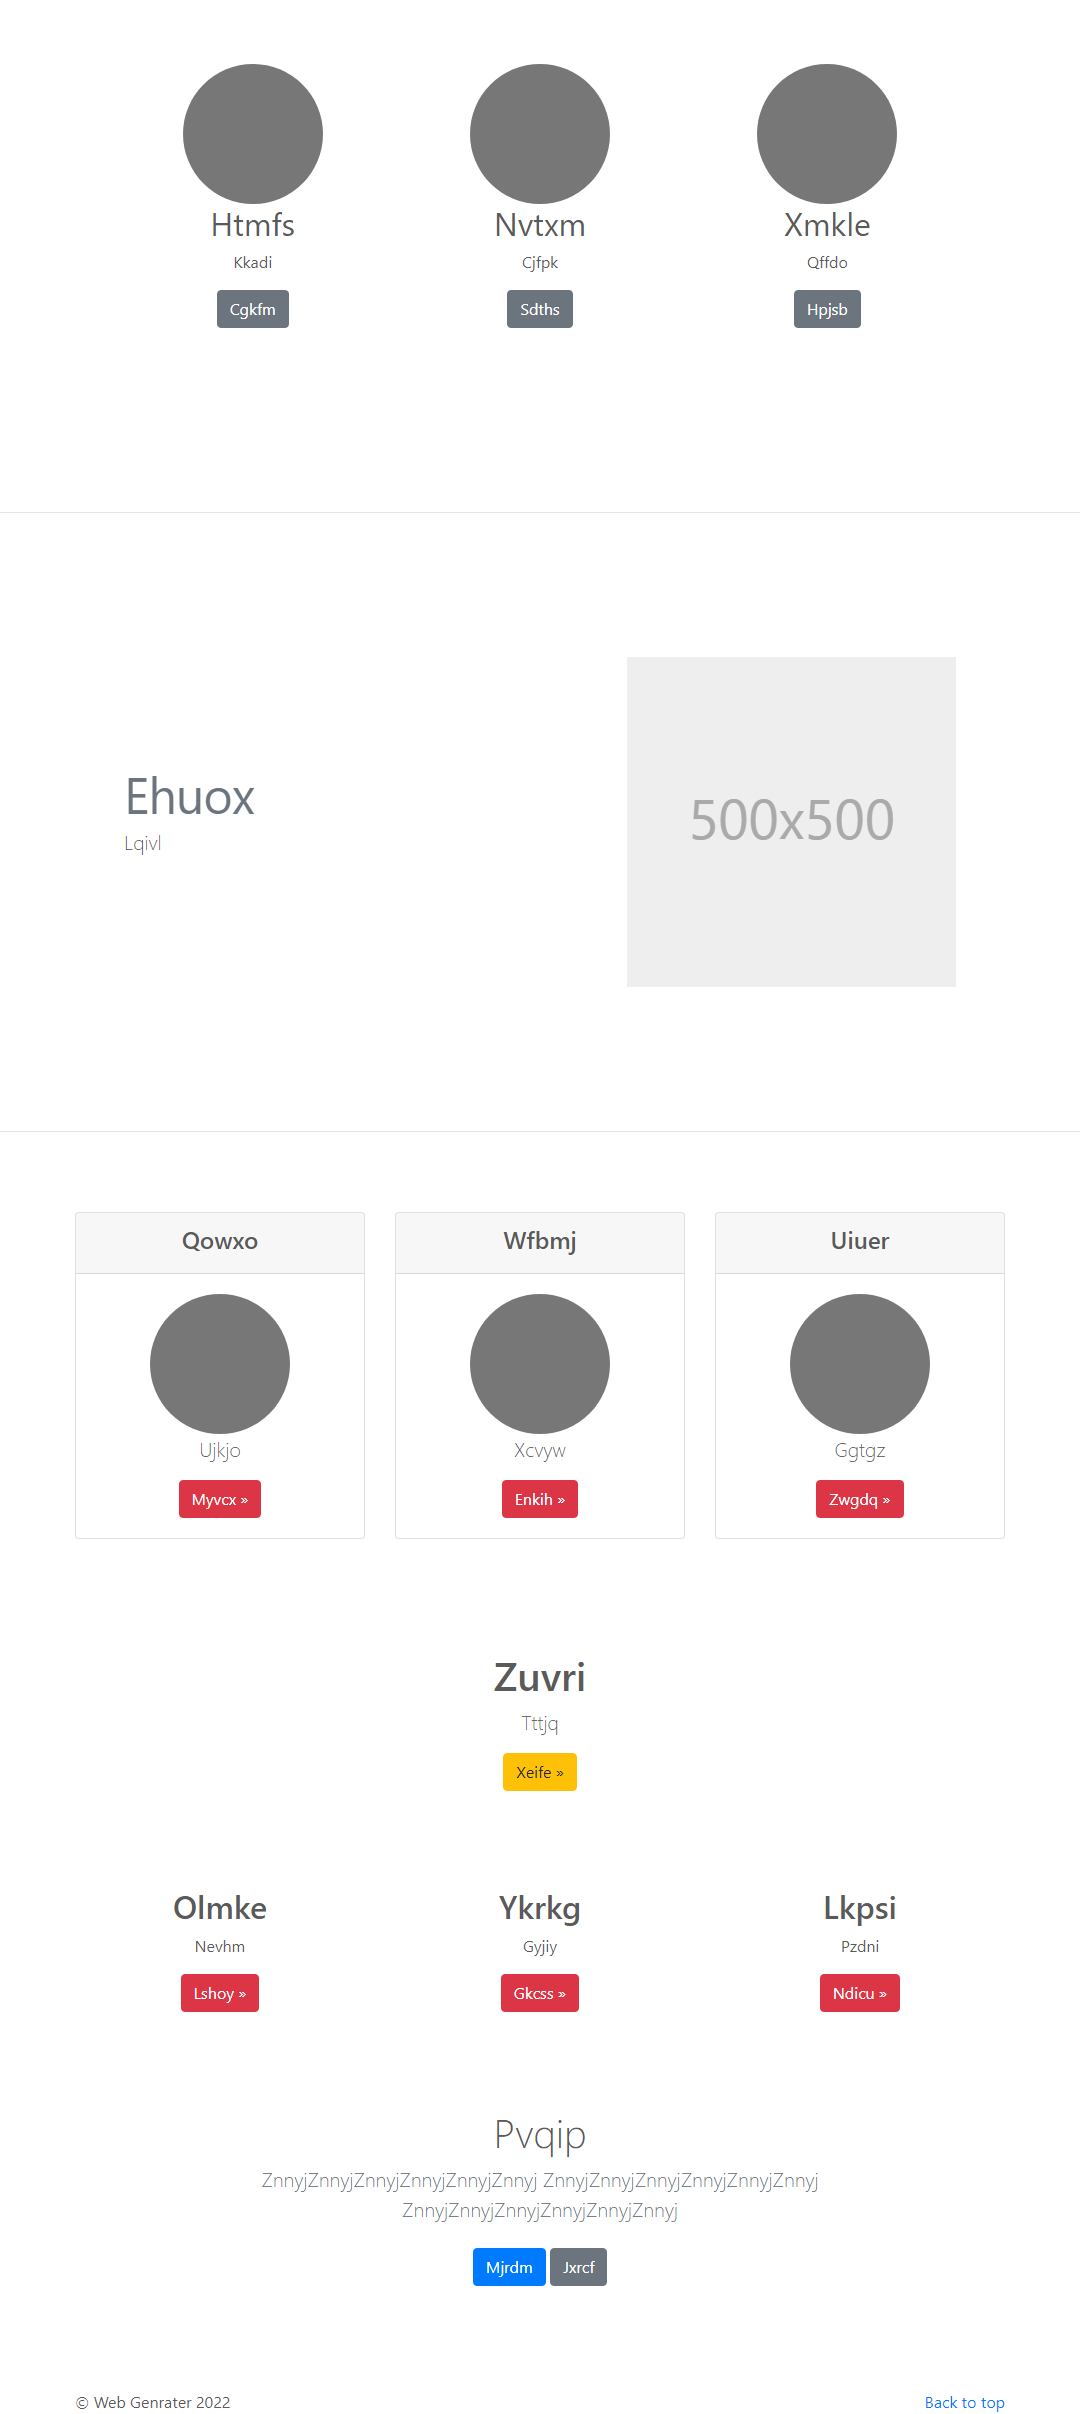 Htmfs
Nvtxm
Xmkle
Kkadi
Cjfpk
Qffdo
Cgkfm
Sdths
Hpjsb
Ehuox
Lqivl
500x500
Qowxo
Wfbmj
Uiuer
Ujkjo
Xcvyw
Ggtgz
Myvcx »
Enkih »
Zwgdq »
Zuvri
Tttjq
Xeife »
Olmke
Ykrkg
Lkpsi
Nevhm
Gyjiy
Pzdni
Lshoy »
Gkcss »
Ndicu »
Pvqip
ZnnyjZnnyjZnnyjZnnyjZnnyjZnnyj ZnnyjZnnyjZnnyjZnnyjZnnyjZnnyj
ZnnyjZnnyjZnnyjZnnyjZnnyjZnnyj
Mjrdm
Jxrcf
© Web Genrater 2022
Back to top